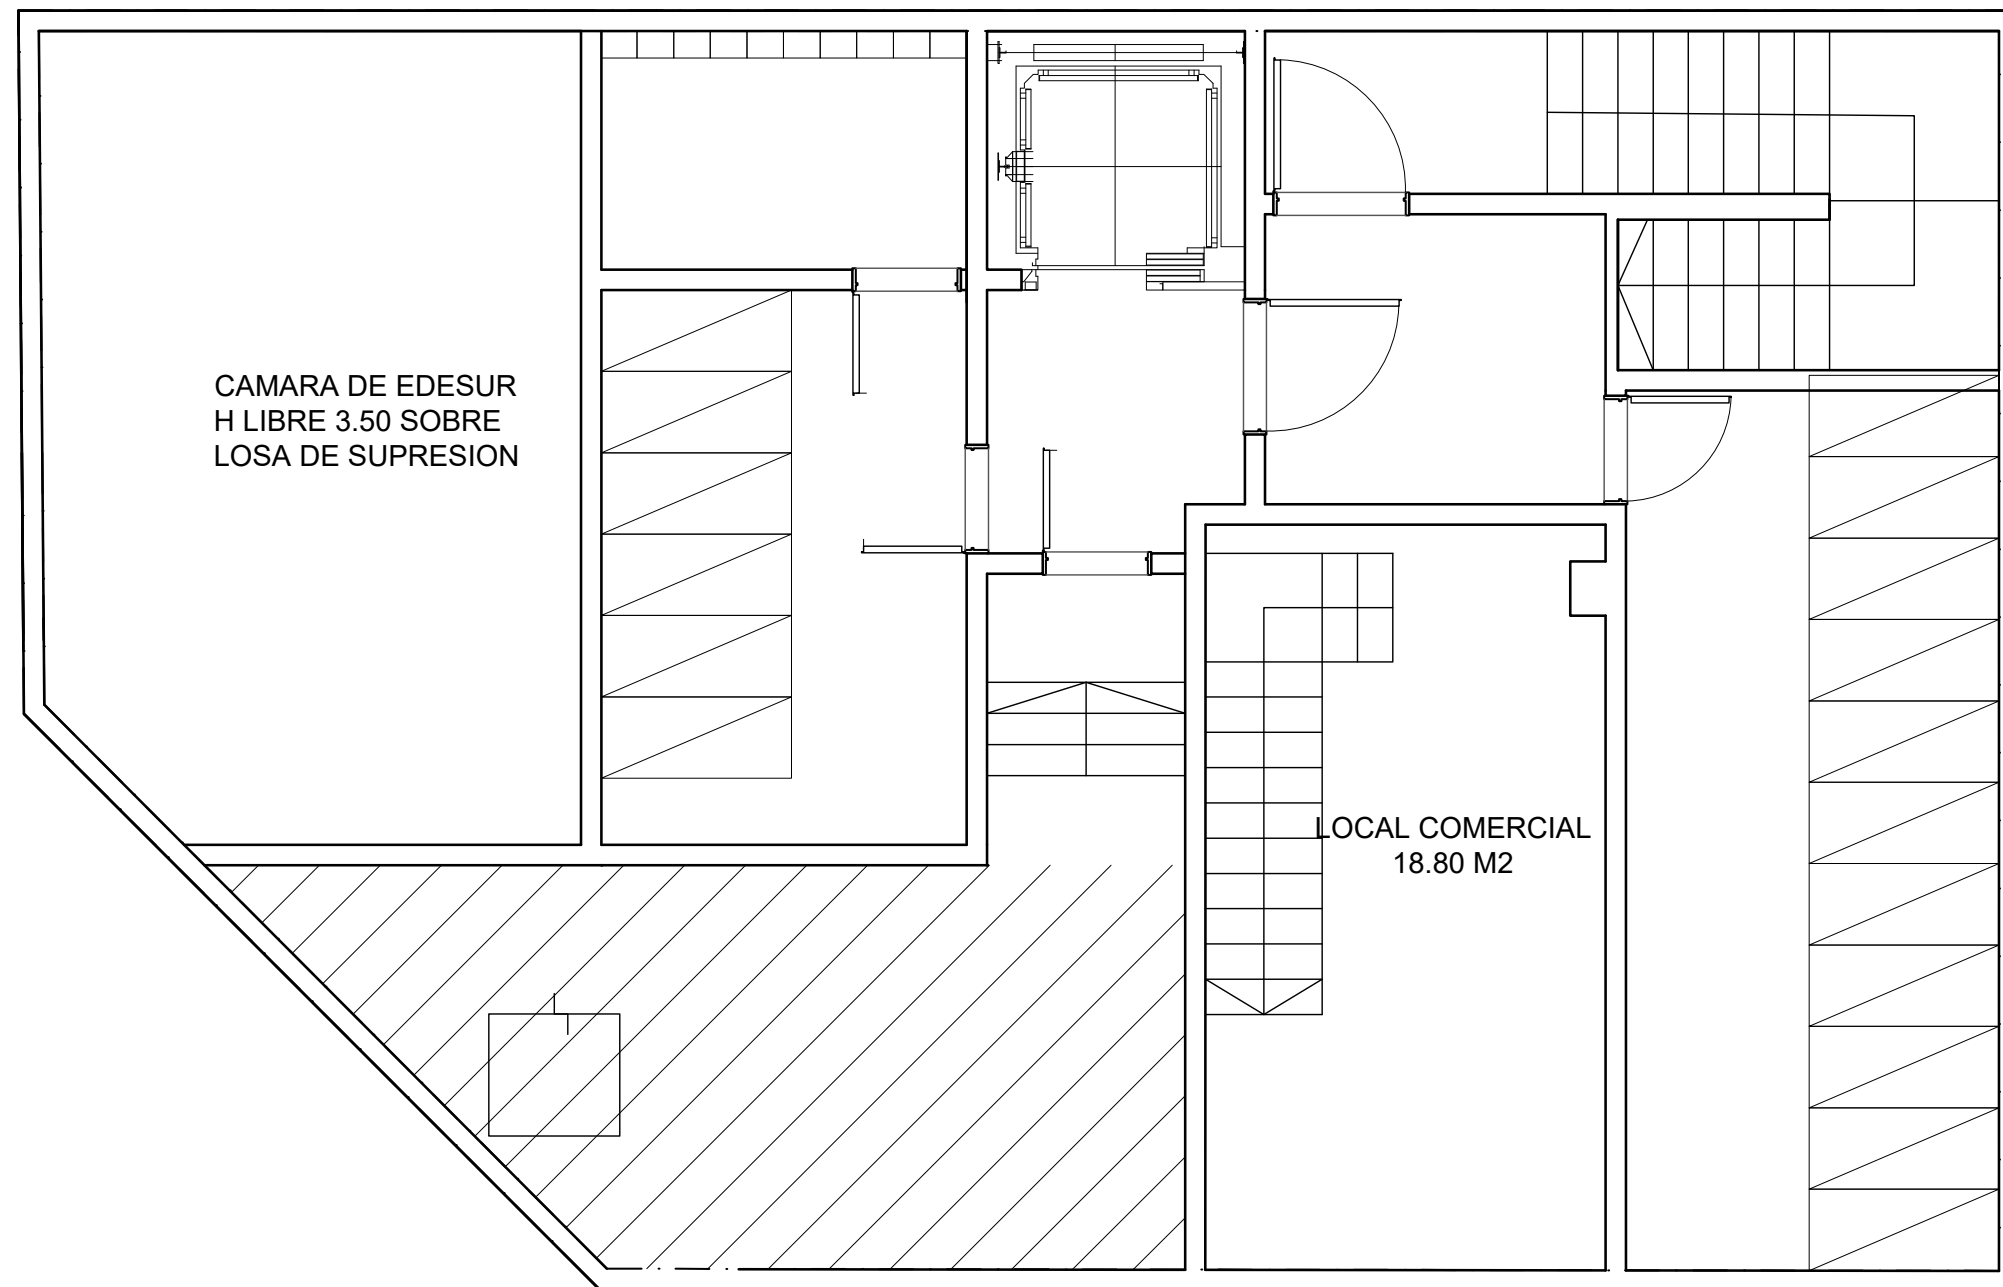 CAMARA DE EDESUR
H LIBRE 3.50 SOBRE
LOSA DE SUPRESION
LOCAL COMERCIAL
18.80 M2